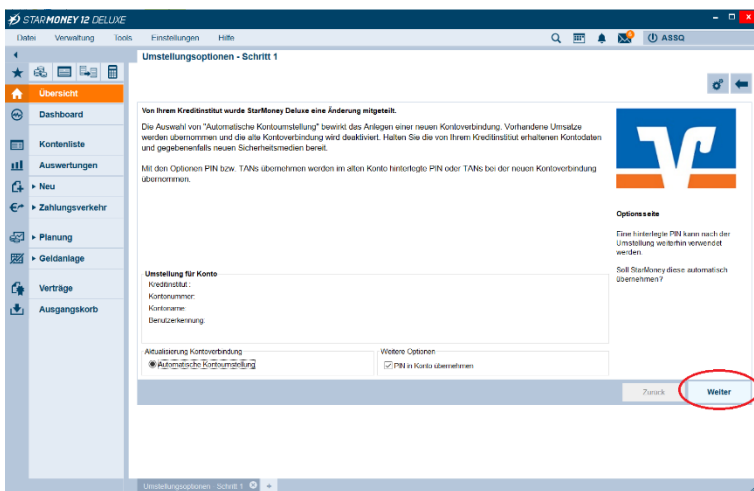 STARMONEY 12 DELUXE
Datei Verwaltung Tools Einstellungen Hilfe
ASSQ
Umstellungsoptionen - Schritt 1
Übersicht
Dashboard
Kontenliste
Auswertungen
Neu
Zahlungsverkehr
Planung
Geldanlage
Verträge
Ausgangskorb
Von Ihrem Kreditinstitut wurde StarMoney Deluxe eine Änderung mitgeteilt.
Die Auswahl von "Automatische Kontoumstellung" bewirkt das Anlegen einer neuen Kontoverbindung. Vorhandene Umsätze
werden übernommen und die alte Kontoverbindung wird deaktiviert. Halten Sie die von Ihrem Kreditinstitut erhaltenen Kontodaten
und gegebenenfalls neuen Sicherheitsmedien bereit.
Mit den Optionen PIN bzw. TANs übernehmen werden im alten Konto hinterlegte PIN oder TANs bei der neuen Kontoverbindung
übernommen.
Optionsseite
Eine hinterlegte PIN kann nach der
Umstellung weiterhin verwendet
werden.
Soll StarMoney diese automatisch
übernehmen?
Umstellung für Konto
Kreditinstitut :
Kontonummer:
Kontoname:
Benutzerkennung:
Aktualisierung Kontoverbindung
Automatische Kontoumstellung
Weitere Optionen
PIN in Konto übernehmen
Zurück Weiter
Umstellungsoptionen - Schritt 1